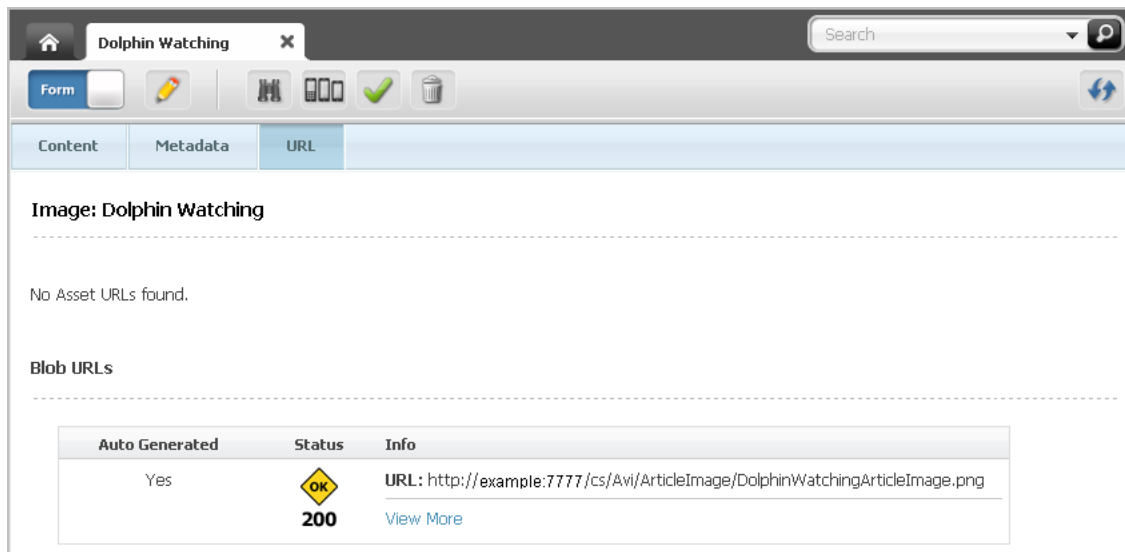 Dolphin Watching
Search
Form
Content Metadata URL
Image: Dolphin Watching
No Asset URLs found.
Blob URLs
Auto Generated Status Info
Yes OK URL: http://example:7777/cs/Avi/ArticleImage/DolphinWatchingArticleImage.png
200 View More